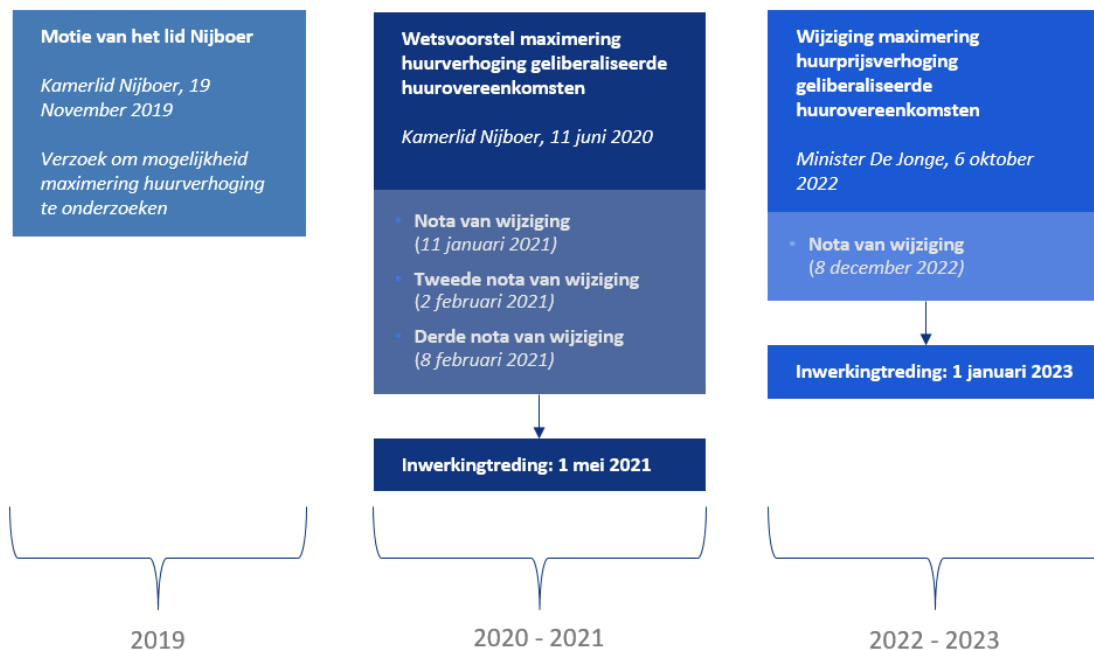 Motie van het lid Nijboer
Kamerlid Nijboer, 19
November 2019
Verzoek om mogelijkheid
maximering huurverhoging
te onderzoeken
Wetsvoorstel maximering
huurverhoging geliberaliseerde
huurovereenkomsten
Kamerlid Nijboer, 11 juni 2020
• Nota van wijziging
(11 januari 2021)
• Tweede nota van wijziging
(2 februari 2021)
• Derde nota van wijziging
(8 februari 2021)
Inwerkingtreding: 1 mei 2021
Wijziging maximering
huurprijsverhoging
geliberaliseerde
huurovereenkomsten
Minister De Jonge, 6 oktober
2022
• Nota van wijziging
(8 december 2022)
Inwerkingtreding: 1 januari 2023
2019
2020 - 2021
2022 - 2023